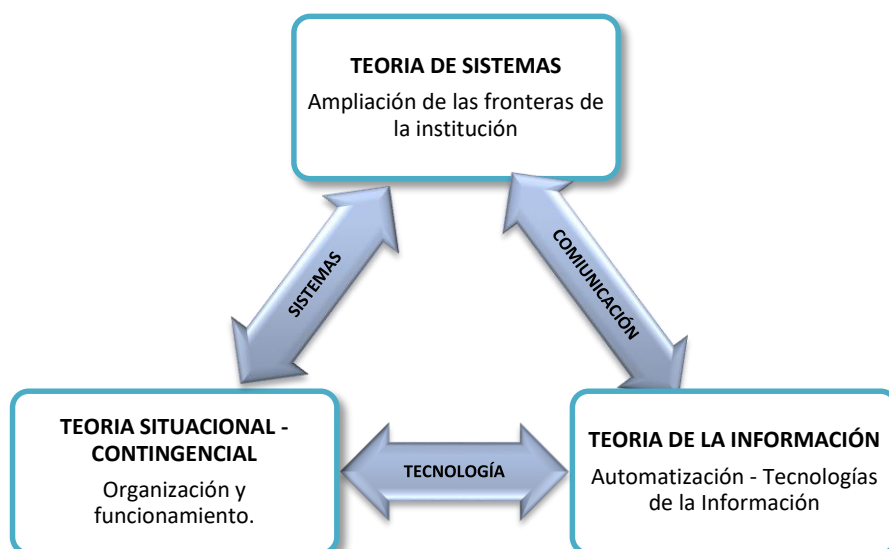 TEORIA DE SISTEMAS
Ampliación de las fronteras de
la institución
SISTEMAS
COMIUNICACIÓN
TEORIA SITUACIONAL -
CONTINGENCIAL
Organización y
funcionamiento.
TECNOLOGÍA
TEORIA DE LA INFORMACIÓN
Automatización - Tecnologías
de la Información